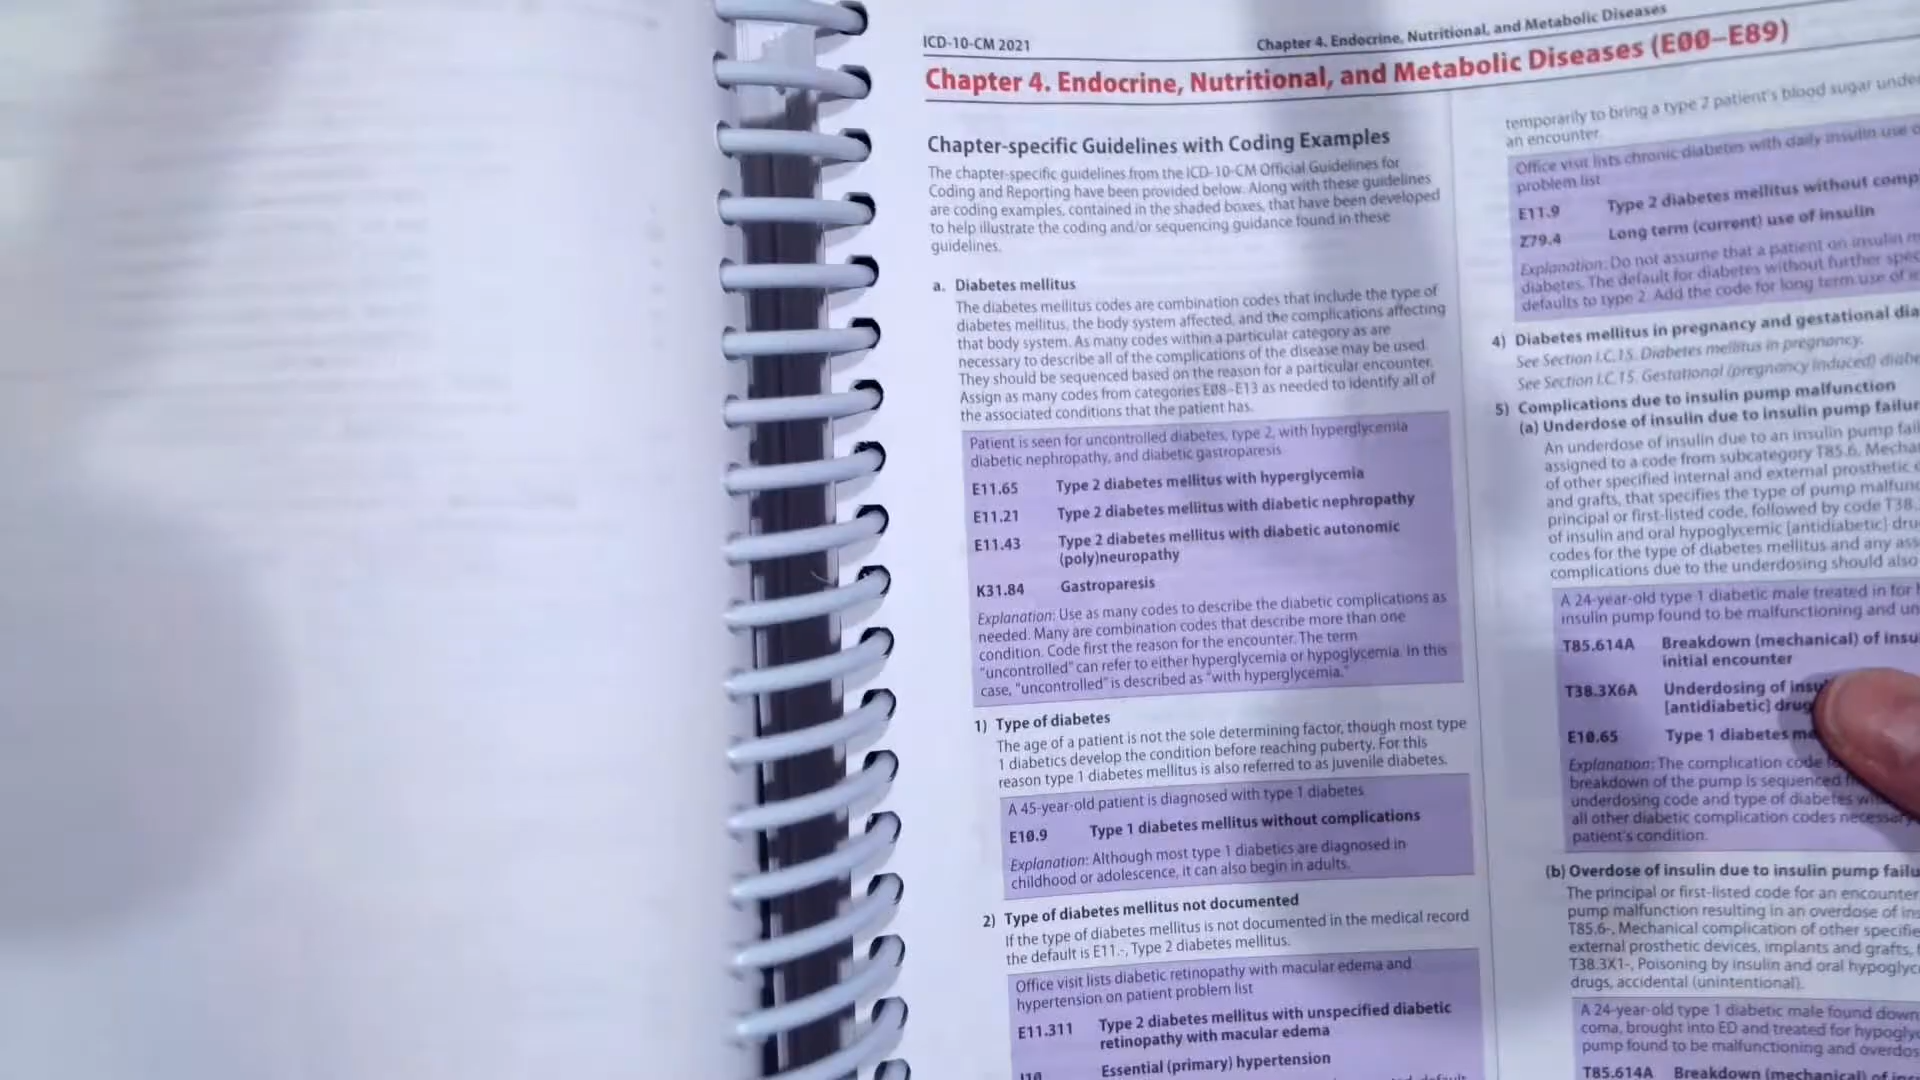 ICD-10-CM 2021
Chapter 4. Endocrine, Nutritional, and Metabolic Diseases
Chapter 4. Endocrine, Nutritional, and Metabolic Diseases (E00–E89)
Chapter-specific Guidelines with Coding Examples
The chapter-specific guidelines from the ICD-10-CM Official Guidelines for
Coding and Reporting have been provided below. Along with these guidelines
are coding examples, contained in the shaded boxes, that have been developed
to help illustrate the coding and/or sequencing guidance found in these
guidelines.
a. Diabetes mellitus
The diabetes mellitus codes are combination codes that include the type of
diabetes mellitus, the body system affected, and the complications affecting
that body system. As many codes within a particular category as are
necessary to describe all of the complications of the disease may be used.
They should be sequenced based on the reason for a particular encounter.
Assign as many codes from categories E08–E13 as needed to identify all of
the associated conditions that the patient has.
Patient is seen for uncontrolled diabetes, type 2, with hyperglycemia
diabetic nephropathy, and diabetic gastroparesis
E11.65 Type 2 diabetes mellitus with hyperglycemia
E11.21 Type 2 diabetes mellitus with diabetic nephropathy
E11.43 Type 2 diabetes mellitus with diabetic autonomic
(poly)neuropathy
K31.84 Gastroparesis
Explanation: Use as many codes to describe the diabetic complications as
needed. Many are combination codes that describe more than one
condition. Code first the reason for the encounter. The term
"uncontrolled" can refer to either hyperglycemia or hypoglycemia. In this
case, "uncontrolled" is described as "with hyperglycemia."
1) Type of diabetes
The age of a patient is not the sole determining factor, though most type
1 diabetics develop the condition before reaching puberty. For this
reason type 1 diabetes mellitus is also referred to as juvenile diabetes.
A 45-year-old patient is diagnosed with type 1 diabetes
E10.9 Type 1 diabetes mellitus without complications
Explanation: Although most type 1 diabetics are diagnosed in
childhood or adolescence, it can also begin in adults.
2) Type of diabetes mellitus not documented
If the type of diabetes mellitus is not documented in the medical record
the default is E11.-, Type 2 diabetes mellitus.
Office visit lists diabetic retinopathy with macular edema and
hypertension on patient problem list
E11.311 Type 2 diabetes mellitus with unspecified diabetic
retinopathy with macular edema
I10 Essential (primary) hypertension
temporarily to bring a type 2 patient's blood sugar under
an encounter.
Office visit lists chronic diabetes with daily insulin use
problem list
E11.9 Type 2 diabetes mellitus without comp
Z79.4 Long term (current) use of insulin
Explanation: Do not assume that a patient on insulin
diabetes. The default for diabetes without further spec
defaults to type 2. Add the code for long term use of
4) Diabetes mellitus in pregnancy and gestational dia
See Section I.C.15. Diabetes mellitus in pregnancy.
See Section I.C.15. Gestational (pregnancy induced) diabe
5) Complications due to insulin pump malfunction
(a) Underdose of insulin due to insulin pump failur
An underdose of insulin due to an insulin pump fail
assigned to a code from subcategory T85.6, Mecha
of other specified internal and external prosthetic
and grafts, that specifies the type of pump malfunc
principal or first-listed code, followed by code T38.
of insulin and oral hypoglycemic [antidiabetic] dru
codes for the type of diabetes mellitus and any ass
complications due to the underdosing should also
A 24-year-old type 1 diabetic male treated in for
insulin pump found to be malfunctioning and un
T85.614A Breakdown (mechanical) of insu
initial encounter
T38.3X6A Underdosing of insu
[antidiabetic] drug
E10.65 Type 1 diabetes me
Explanation: The complication code
breakdown of the pump is sequenced
underdosing code and type of diabetes
all other diabetic complication codes necessary
patient's condition.
(b) Overdose of insulin due to insulin pump failu
The principal or first-listed code for an encounter
pump malfunction resulting in an overdose of ins
T85.6-, Mechanical complication of other specifie
external prosthetic devices, implants and grafts,
T38.3X1-, Poisoning by insulin and oral hypoglyc
drugs, accidental (unintentional).
A 24-year-old type 1 diabetic male found down
coma, brought into ED and treated for hypogly
pump found to be malfunctioning and overdos
T85.614A Breakdown (mechanical) of ins